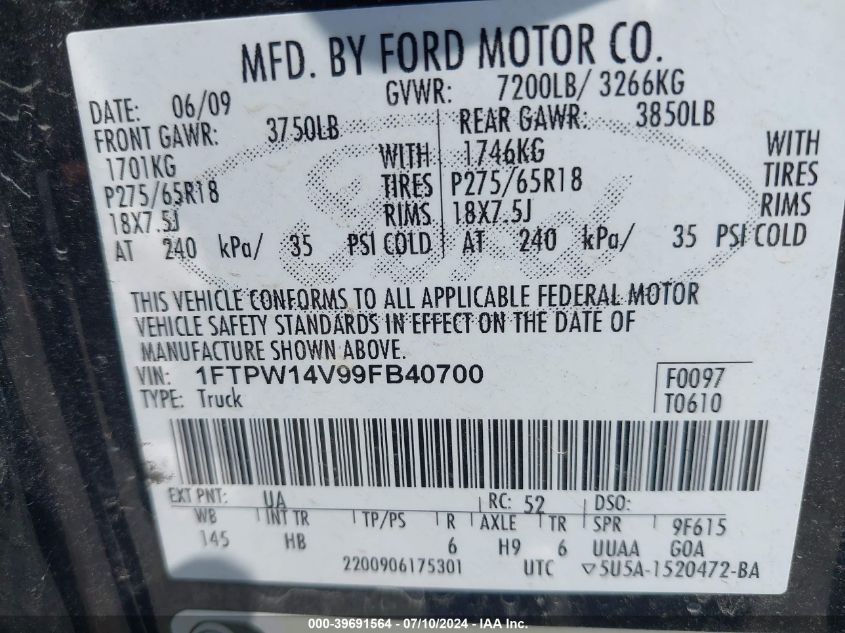 MFD. BY FORD MOTOR CO.
DATE: 06/09 GVWR: 7200LB/ 3266KG
FRONT GAWR: 3750LB REAR GAWR: 3850LB
1701KG WITH 1746KG WITH
P275/65R18 TIRES P275/65R18 TIRES
18X7.5J RIMS 18X7.5J RIMS
AT 240 kPa/ 35 PSI COLD AT 240 kPa/ 35 PSI COLD
THIS VEHICLE CONFORMS TO ALL APPLICABLE FEDERAL MOTOR
VEHICLE SAFETY STANDARDS IN EFFECT ON THE DATE OF
MANUFACTURE SHOWN ABOVE.
VIN: 1FTPW14V99FB40700 F0097
TYPE: Truck T0610
EXT PNT: UA RC: 52 DSO:
WB INT TR TP/PS R AXLE TR SPR 9F615
145 HB 6 H9 6 UUAA GOA
2200906175301 UTC ▽5U5A-1520472-BA
000-39691564 - 07/10/2024 - IAAI.com